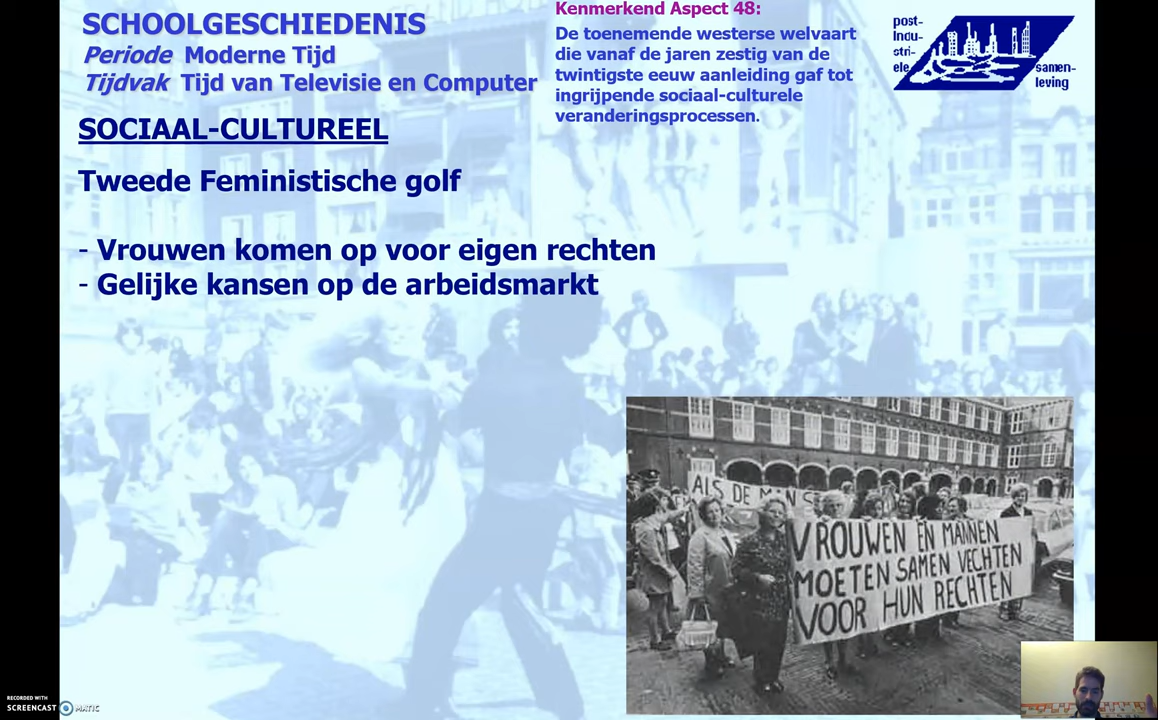 SCHOOLGESCHIEDENIS
Periode Moderne Tijd
Tijdvak Tijd van Televisie en Computer
Kenmerkend Aspect 48:
De toenemende westerse welvaart
die vanaf de jaren zestig van de
twintigste eeuw aanleiding gaf tot
ingrijpende sociaal-culturele
veranderingsprocessen.
post-
indu-
stri-
ele
samen-
leving
SOCIAAL-CULTUREEL
Tweede Feministische golf
- Vrouwen komen op voor eigen rechten
- Gelijke kansen op de arbeidsmarkt
ALS DE MAN S
VROUWEN EN MANNEN
MOETEN SAMEN VECHTEN
VOOR HUN RECHTEN
RECORDED WITH
SCREENCAST MATIC